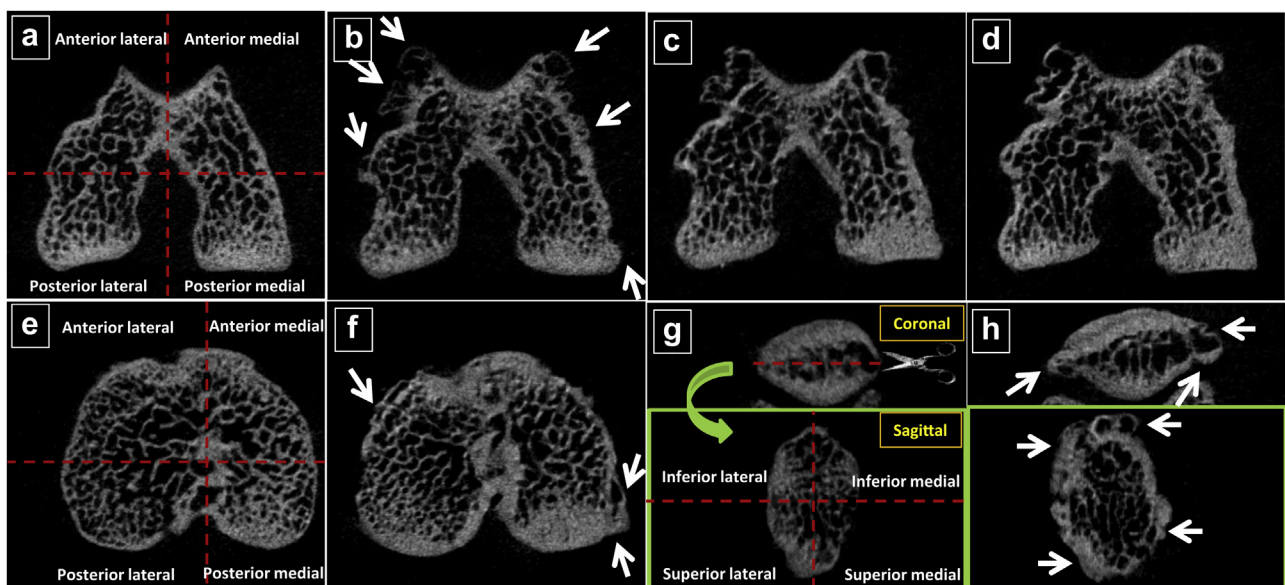 a
Anterior lateral
Anterior medial
Posterior lateral
Posterior medial
b
c
d
e
Anterior lateral
Anterior medial
Posterior lateral
Posterior medial
f
g
Coronal
Sagittal
Inferior lateral
Inferior medial
Superior lateral
Superior medial
h